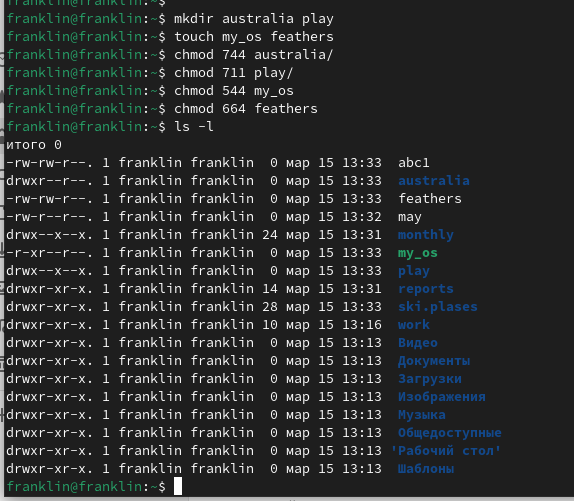 franklin@franklin:~$
franklin@franklin:~$ mkdir australia play
franklin@franklin:~$ touch my_os feathers
franklin@franklin:~$ chmod 744 australia/
franklin@franklin:~$ chmod 711 play/
franklin@franklin:~$ chmod 544 my_os
franklin@franklin:~$ chmod 664 feathers
franklin@franklin:~$ ls -l
итого 0
-rw-rw-r--. 1 franklin franklin  0 мар 15 13:33  abc1
drwxr--r--. 1 franklin franklin  0 мар 15 13:33  australia
-rw-rw-r--. 1 franklin franklin  0 мар 15 13:33  feathers
-rw-r--r--. 1 franklin franklin  0 мар 15 13:32  may
drwx--x--x. 1 franklin franklin 24 мар 15 13:31  monthly
-r-xr--r--. 1 franklin franklin  0 мар 15 13:33  my_os
drwx--x--x. 1 franklin franklin  0 мар 15 13:33  play
drwxr-xr-x. 1 franklin franklin 14 мар 15 13:31  reports
drwxr-xr-x. 1 franklin franklin 28 мар 15 13:33  ski.plases
drwxr-xr-x. 1 franklin franklin 10 мар 15 13:16  work
drwxr-xr-x. 1 franklin franklin  0 мар 15 13:13  Видео
drwxr-xr-x. 1 franklin franklin  0 мар 15 13:13  Документы
drwxr-xr-x. 1 franklin franklin  0 мар 15 13:13  Загрузки
drwxr-xr-x. 1 franklin franklin  0 мар 15 13:13  Изображения
drwxr-xr-x. 1 franklin franklin  0 мар 15 13:13  Музыка
drwxr-xr-x. 1 franklin franklin  0 мар 15 13:13  Общедоступные
drwxr-xr-x. 1 franklin franklin  0 мар 15 13:13 'Рабочий стол'
drwxr-xr-x. 1 franklin franklin  0 мар 15 13:13  Шаблоны
franklin@franklin:~$